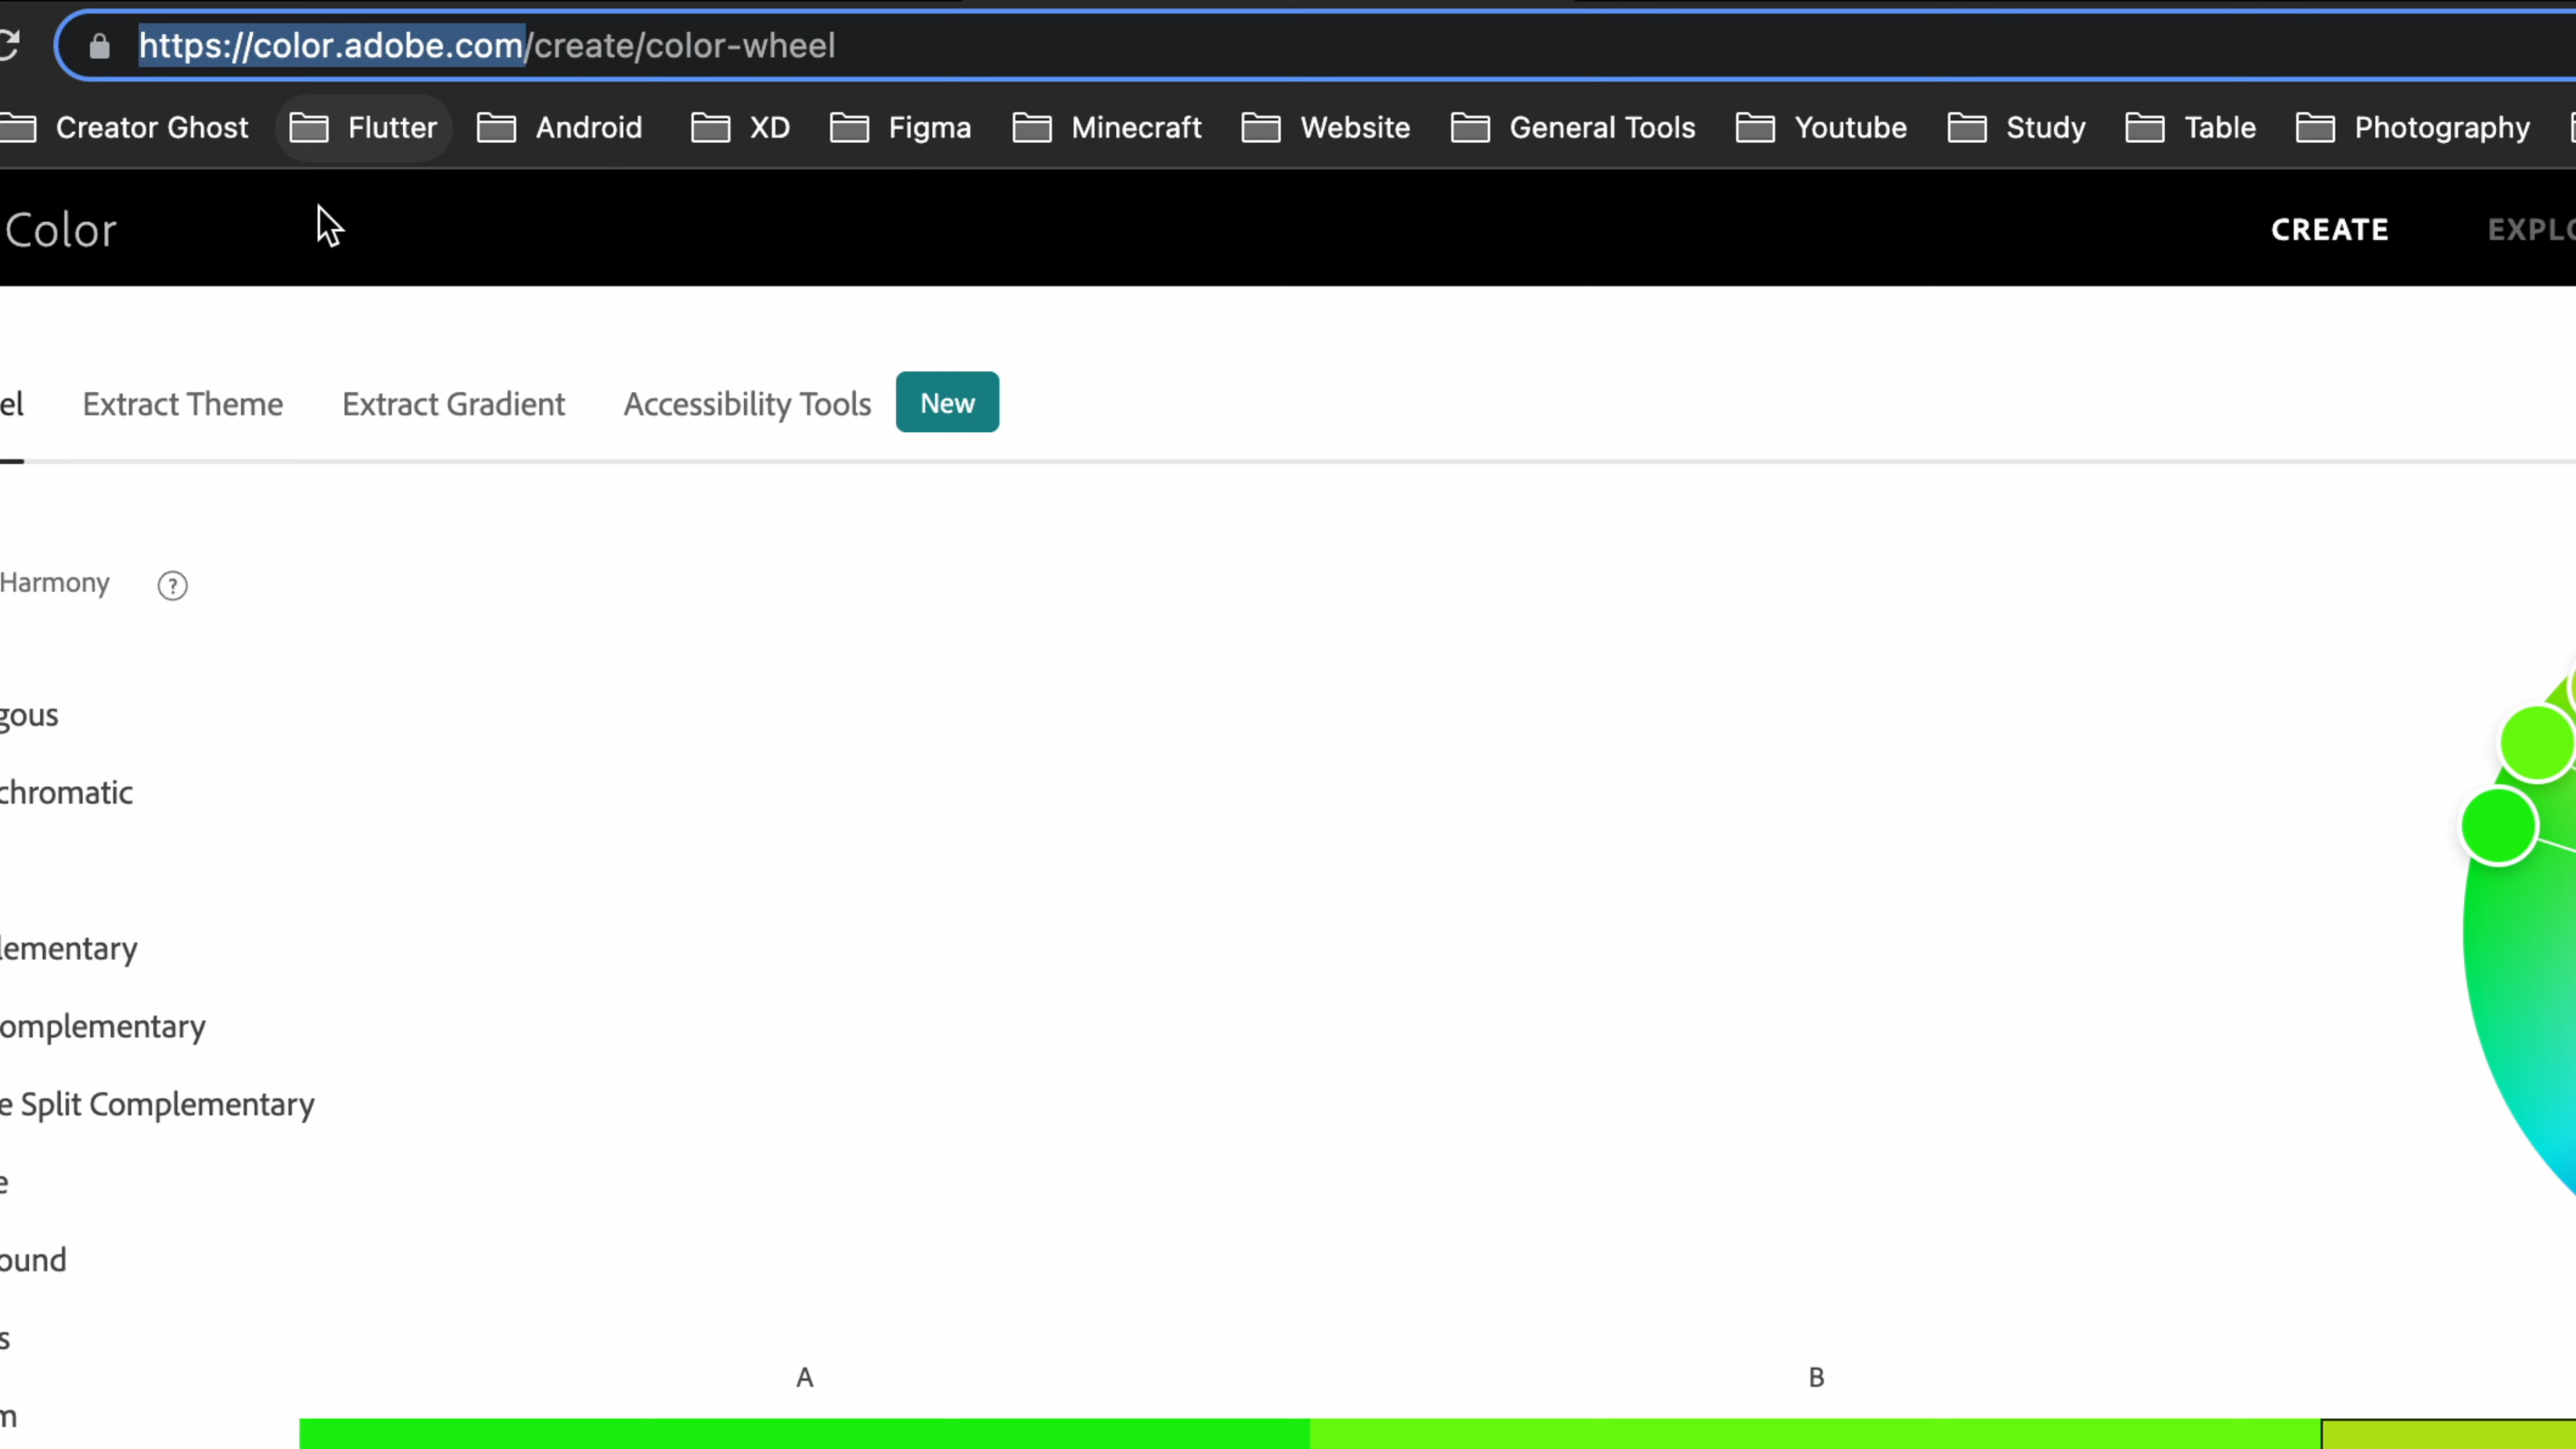 https://color.adobe.com/create/color-wheel
Creator Ghost Flutter Android XD Figma Minecraft Website General Tools Youtube Study Table Photography
Color CREATE EXPLO
el Extract Theme Extract Gradient Accessibility Tools New
Harmony ?
gous
chromatic
lementary
omplementary
e Split Complementary
e
ound
s
A B
m